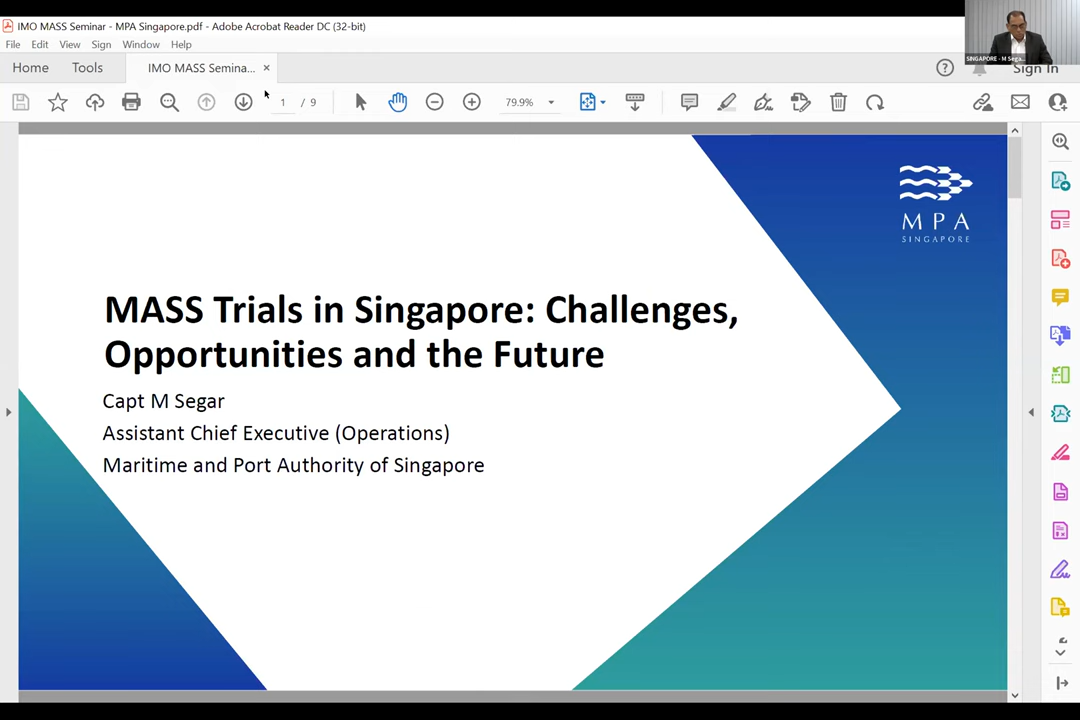 IMO MASS Seminar - MPA Singapore.pdf - Adobe Acrobat Reader DC (32-bit)
File Edit View Sign Window Help
Home Tools IMO MASS Semina... ×
Sign In
1 / 9 79.9%
SINGAPORE - M Sega...
MPA
SINGAPORE
MASS Trials in Singapore: Challenges,
Opportunities and the Future
Capt M Segar
Assistant Chief Executive (Operations)
Maritime and Port Authority of Singapore